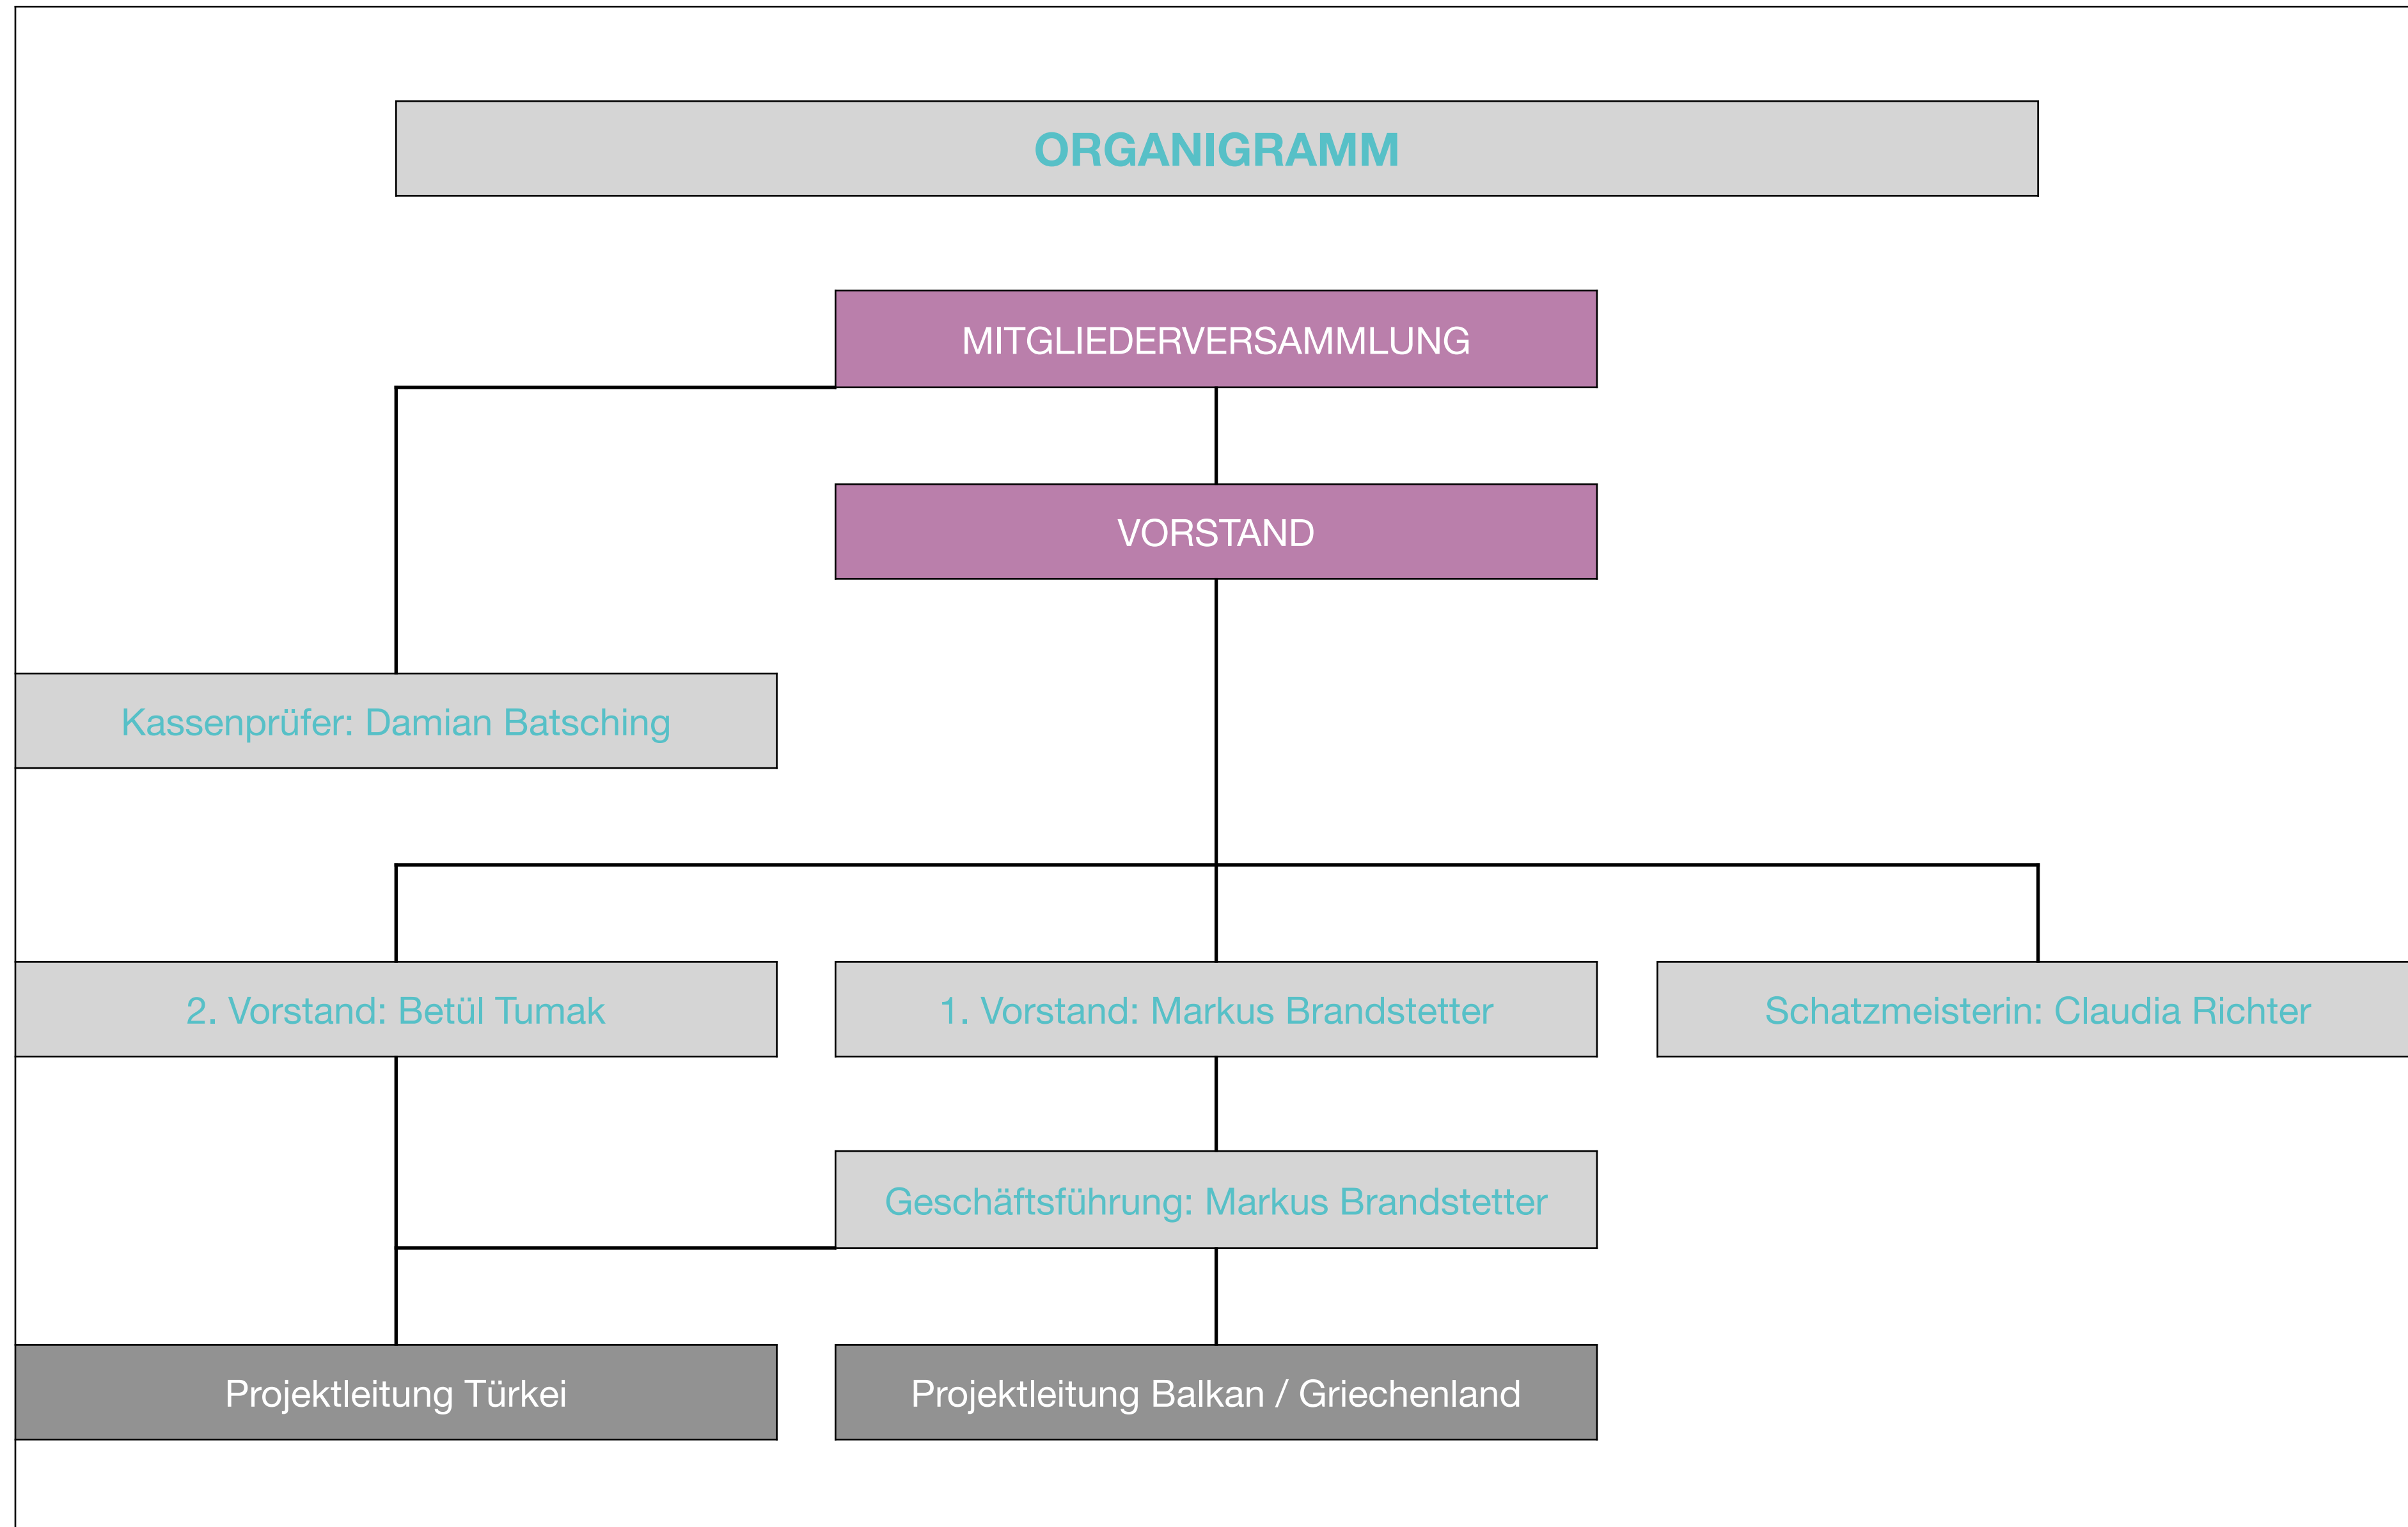 ORGANIGRAMM
MITGLIEDERVERSAMMLUNG
VORSTAND
Kassenprüfer: Damian Batsching
2. Vorstand: Betül Tumak
1. Vorstand: Markus Brandstetter
Schatzmeisterin: Claudia Richter
Geschäftsführung: Markus Brandstetter
Projektleitung Türkei
Projektleitung Balkan / Griechenland